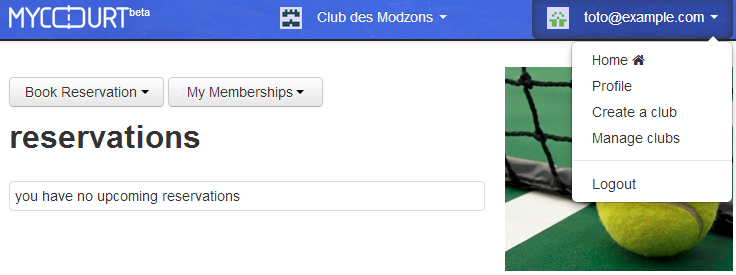 MYCOURT beta
Club des Modzons
toto@example.com
Home
Profile
Create a club
Manage clubs
Logout
Book Reservation
My Memberships
reservations
you have no upcoming reservations